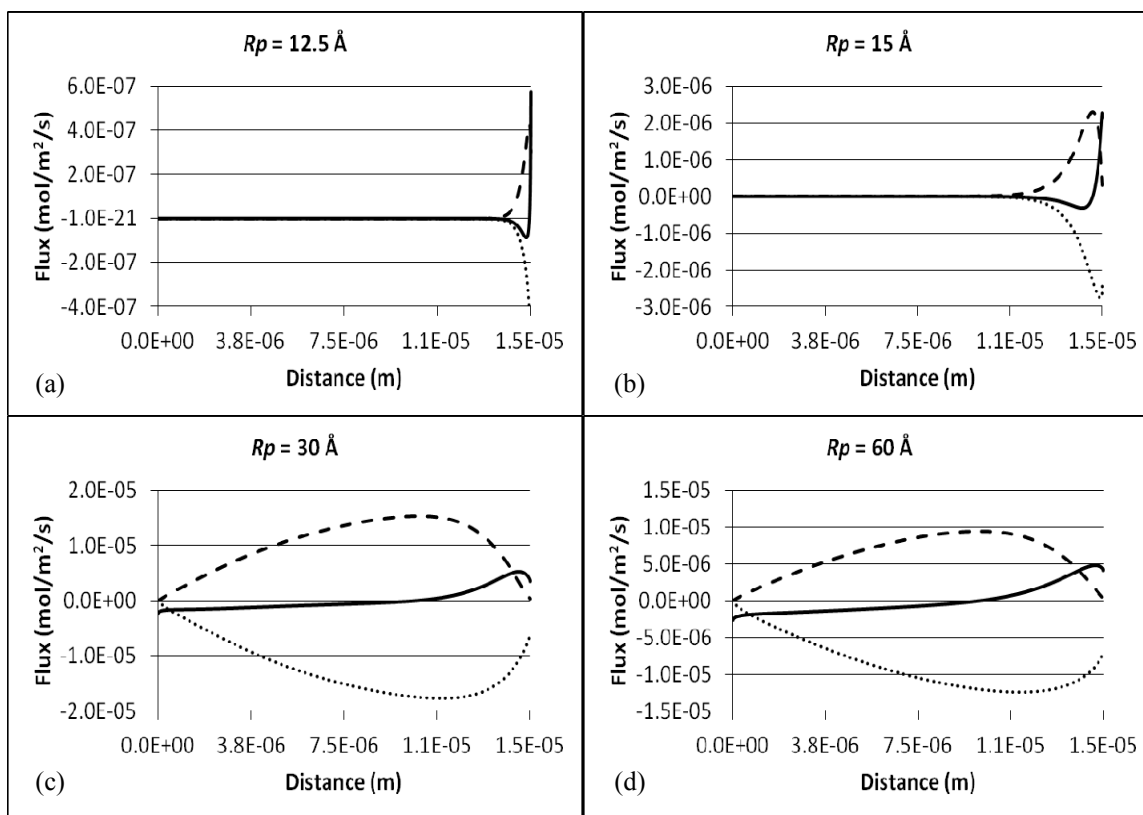 Rp = 12.5 Å
Flux (mol/m²/s)
6.0E-07
4.0E-07
2.0E-07
-1.0E-21
-2.0E-07
-4.0E-07
0.0E+00 3.8E-06 7.5E-06 1.1E-05 1.5E-05
Distance (m)
(a)
Rp = 15 Å
Flux (mol/m²/s)
3.0E-06
2.0E-06
1.0E-06
0.0E+00
-1.0E-06
-2.0E-06
-3.0E-06
0.0E+00 3.8E-06 7.5E-06 1.1E-05 1.5E-05
Distance (m)
(b)
Rp = 30 Å
Flux (mol/m²/s)
2.0E-05
1.0E-05
0.0E+00
-1.0E-05
-2.0E-05
0.0E+00 3.8E-06 7.5E-06 1.1E-05 1.5E-05
Distance (m)
(c)
Rp = 60 Å
Flux (mol/m²/s)
1.5E-05
1.0E-05
5.0E-06
0.0E+00
-5.0E-06
-1.0E-05
-1.5E-05
0.0E+00 3.8E-06 7.5E-06 1.1E-05 1.5E-05
Distance (m)
(d)